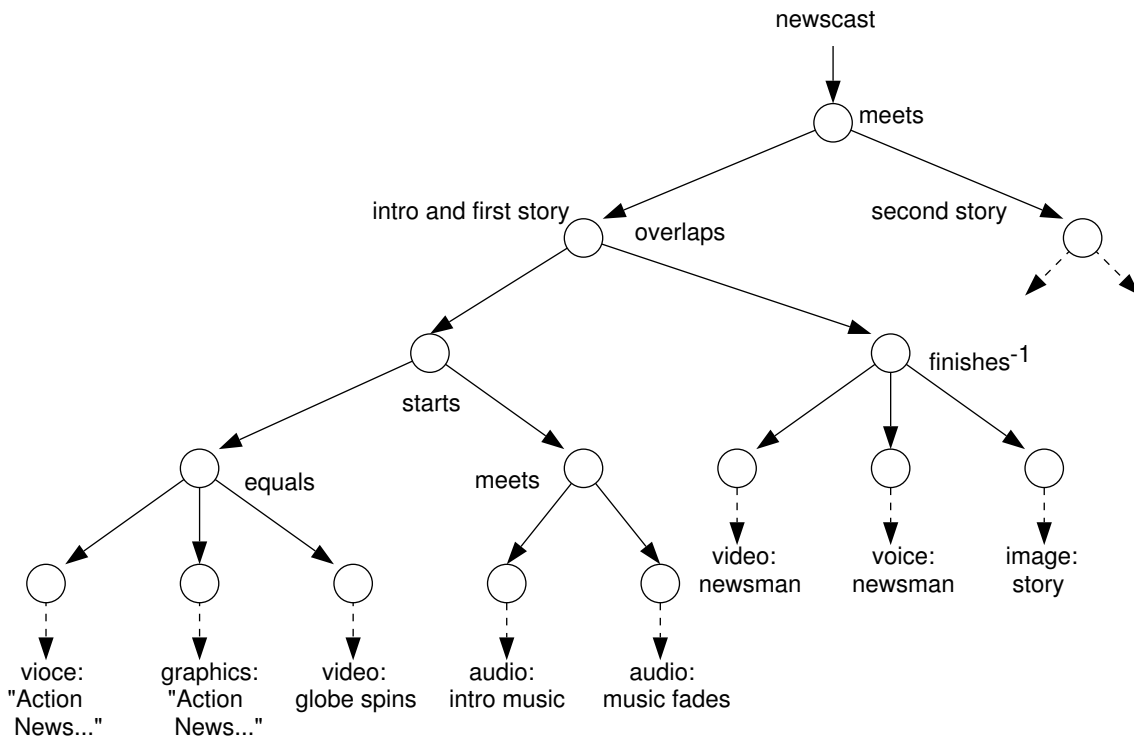 newscast
meets
intro and first story
second story
overlaps
finishes-1
starts
equals
meets
video:
newsman
voice:
newsman
image:
story
vioce:
"Action
News..."
graphics:
"Action
News..."
video:
globe spins
audio:
intro music
audio:
music fades